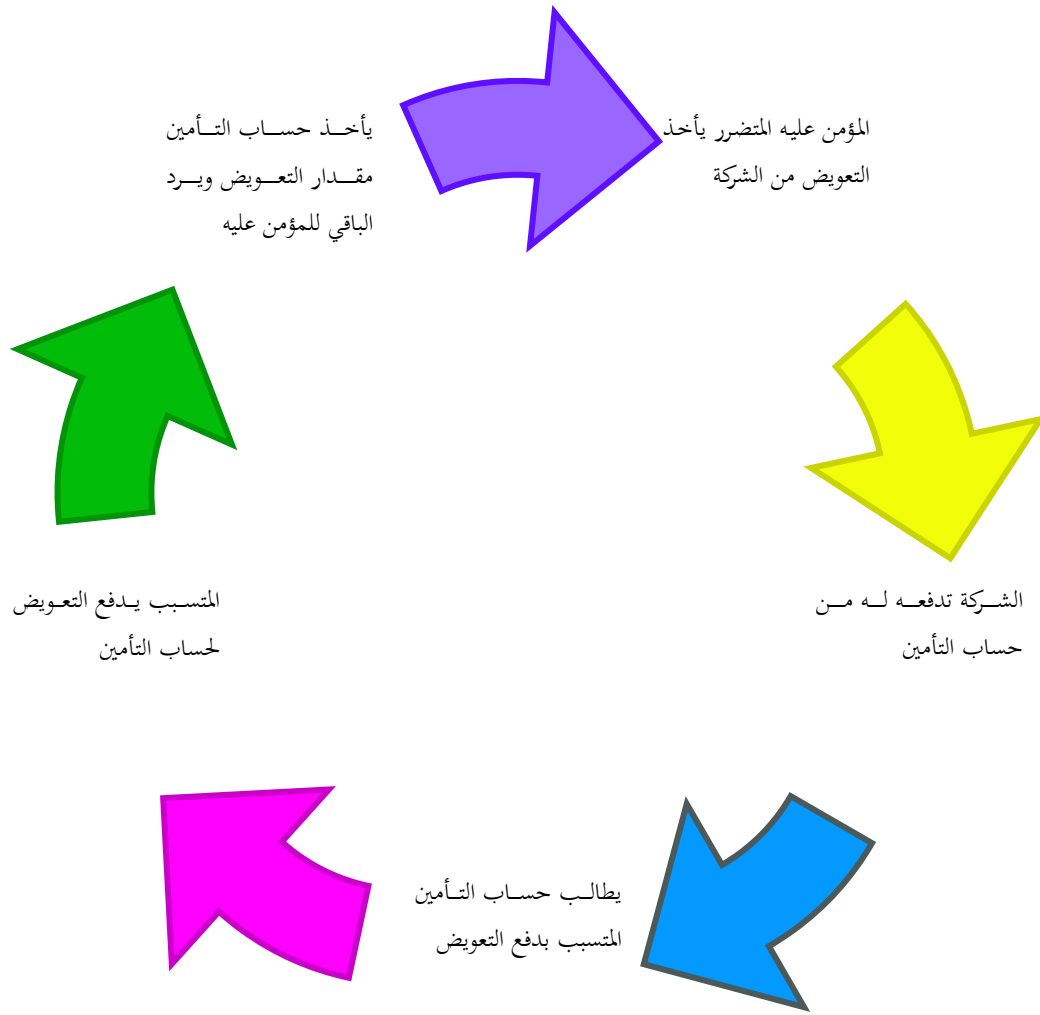 المؤمن عليه المتضرر يأخذ
التعويض من الشركة
الشركة تدفعه له من
حساب التأمين
يطالب حساب التأمين
المتسبب بدفع التعويض
المتسبب يدفع التعويض
لحساب التأمين
يأخذ حساب التأمين
مقدار التعويض ويرد
الباقي للمؤمن عليه